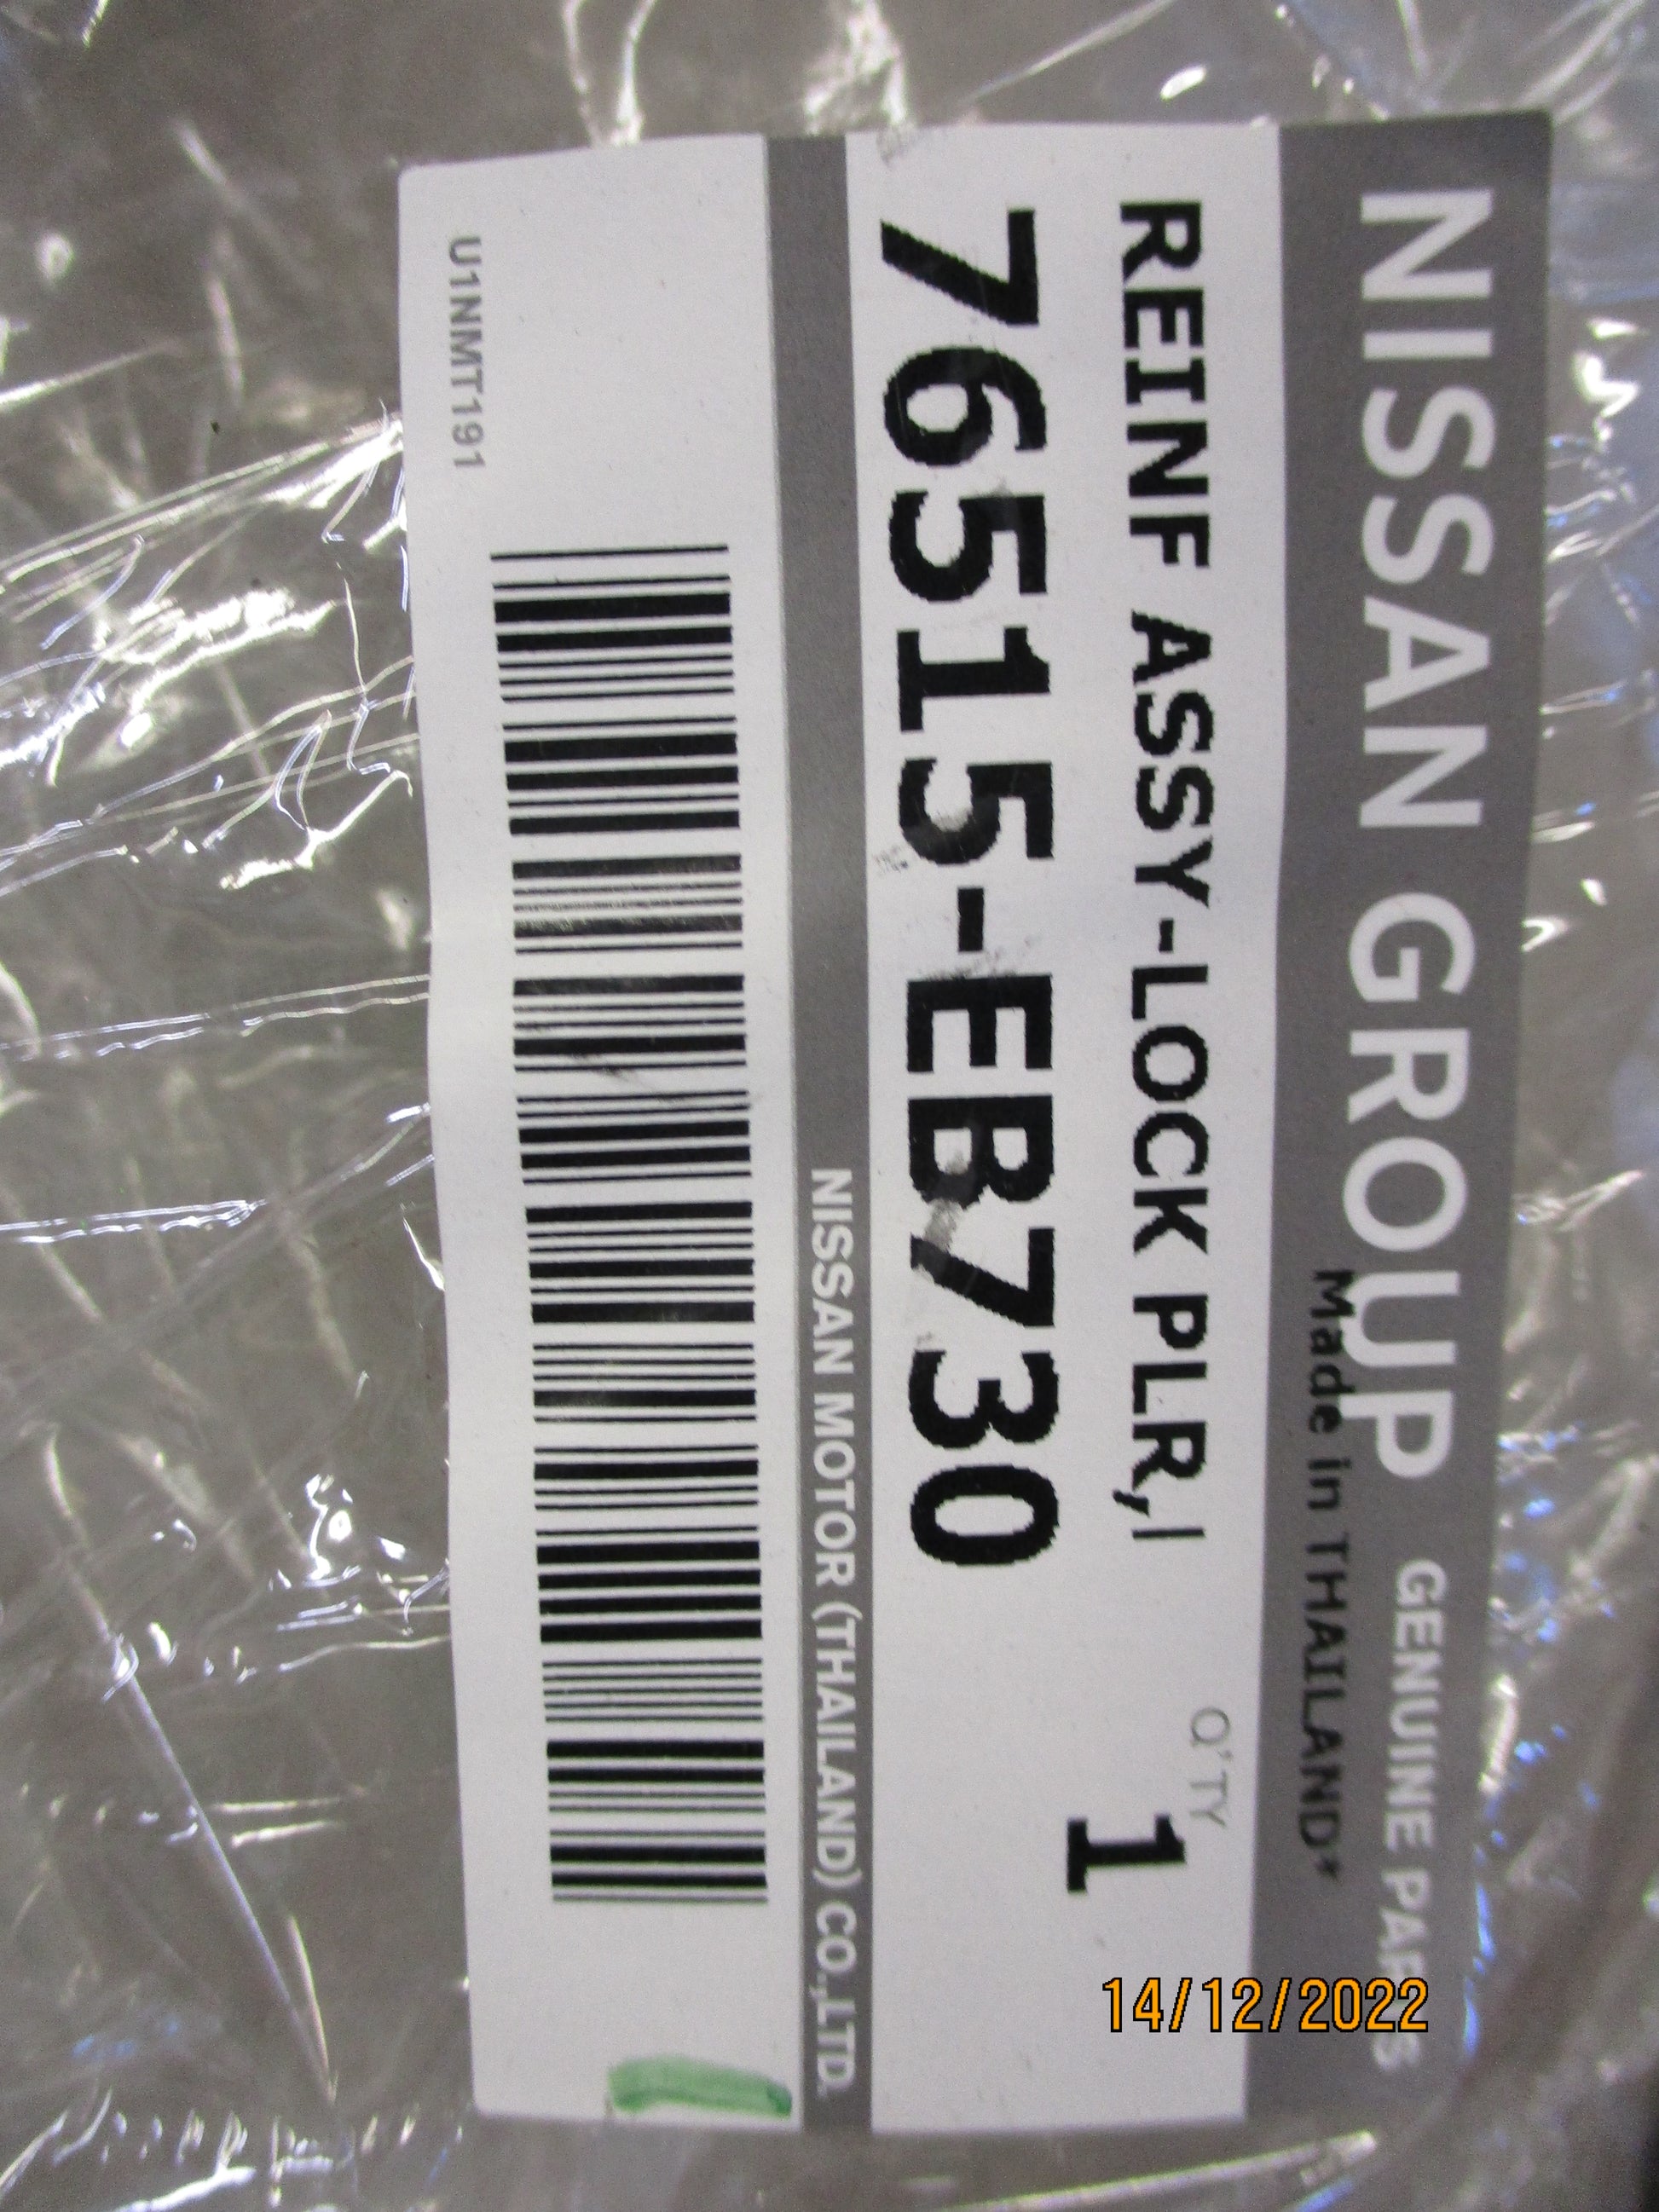 NISSAN GROUP GENUINE PARTS
Made in THAILAND*
REINF ASSY-LOCK PLR,I
Q'TY
76515-EB730
1
NISSAN MOTOR (THAILAND) CO.,LTD.
U1NMT191
14/12/2022